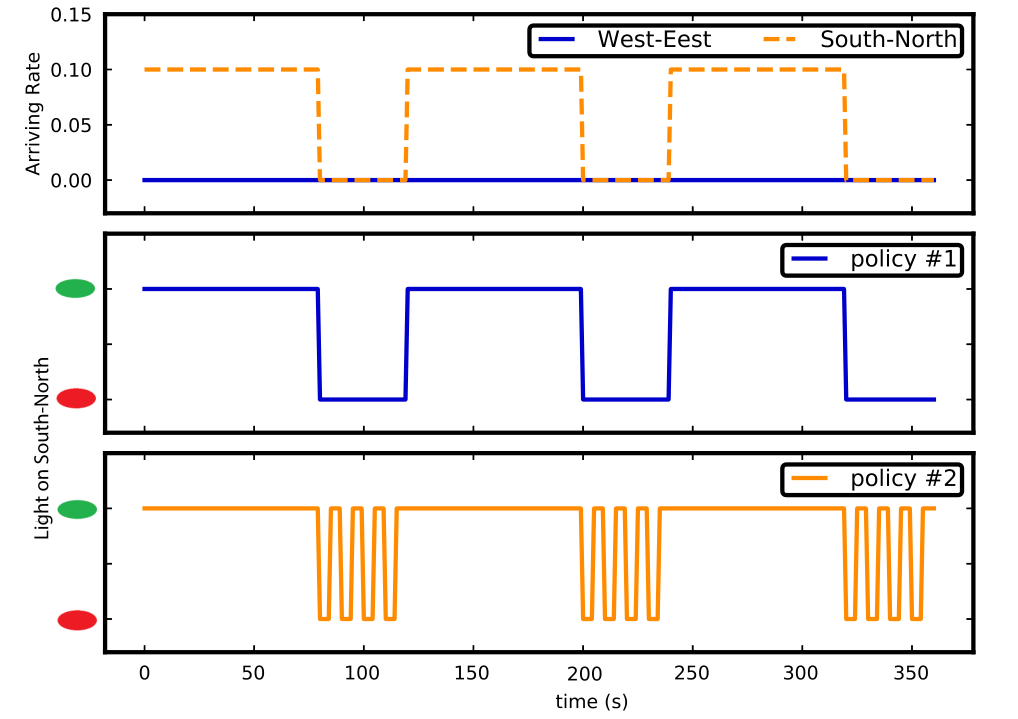 0.15
0.10
0.05
0.00
Arriving Rate
West-Eest South-North
policy #1
Light on South-North
policy #2
0 50 100 150 200 250 300 350
time (s)